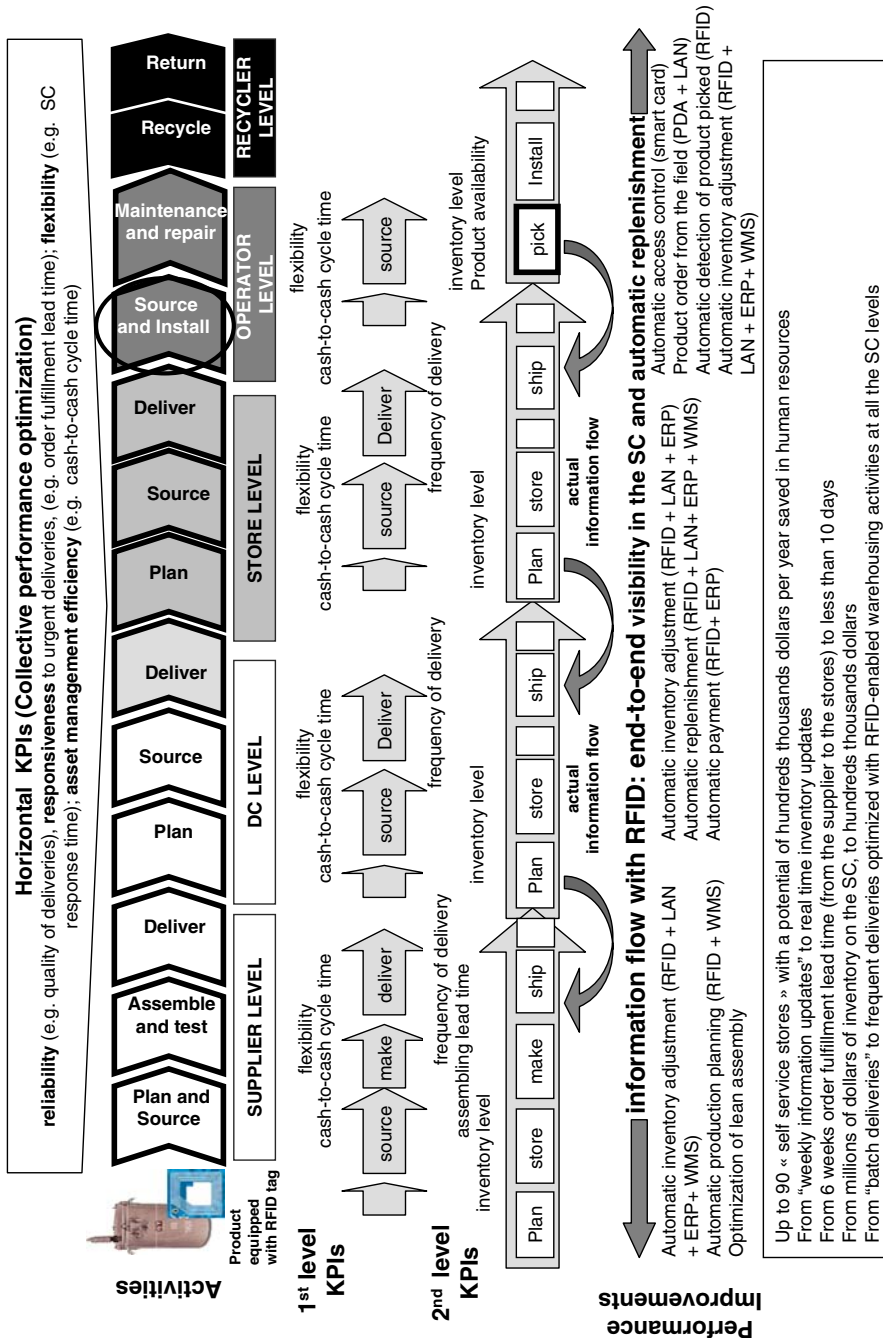 Horizontal KPIs (Collective performance optimization)
reliability (e.g. quality of deliveries), responsiveness to urgent deliveries, (e.g. order fulfillment lead time); flexibility (e.g. SC
response time); asset management efficiency (e.g. cash-to-cash cycle time)
Activities
Product
equipped
with RFID tag
Plan and
Source
Assemble
and test
Deliver
Plan
Source
Deliver
Plan
Source
Deliver
Source
and Install
Maintenance
and repair
Recycle
Return
SUPPLIER LEVEL
DC LEVEL
STORE LEVEL
OPERATOR
LEVEL
RECYCLER
LEVEL
1st level
KPIs
flexibility
cash-to-cash cycle time
source
make
deliver
flexibility
cash-to-cash cycle time
source
Deliver
flexibility
cash-to-cash cycle time
source
Deliver
flexibility
cash-to-cash cycle time
source
2nd level
KPIs
frequency of delivery
assembling lead time
inventory level
frequency of delivery
inventory level
frequency of delivery
inventory level
inventory level
Product availability
Plan
store
make
ship
Plan
store
ship
Plan
store
ship
pick
Install
actual
information flow
actual
information flow
Performance
Improvements
information flow with RFID: end-to-end visibility in the SC and automatic replenishment
Automatic inventory adjustment (RFID + LAN
+ ERP+ WMS)
Automatic production planning (RFID + WMS)
Optimization of lean assembly
Automatic inventory adjustment (RFID + LAN + ERP)
Automatic replenishment (RFID + LAN+ ERP + WMS)
Automatic payment (RFID+ ERP)
Automatic access control (smart card)
Product order from the field (PDA + LAN)
Automatic detection of product picked (RFID)
Automatic inventory adjustment (RFID +
LAN + ERP+ WMS)
Up to 90 « self service stores » with a potential of hundreds thousands dollars per year saved in human resources
From “weekly information updates” to real time inventory updates
From 6 weeks order fulfillment lead time (from the supplier to the stores) to less than 10 days
From millions of dollars of inventory on the SC, to hundreds thousands dollars
From “batch deliveries” to frequent deliveries optimized with RFID-enabled warehousing activities at all the SC levels